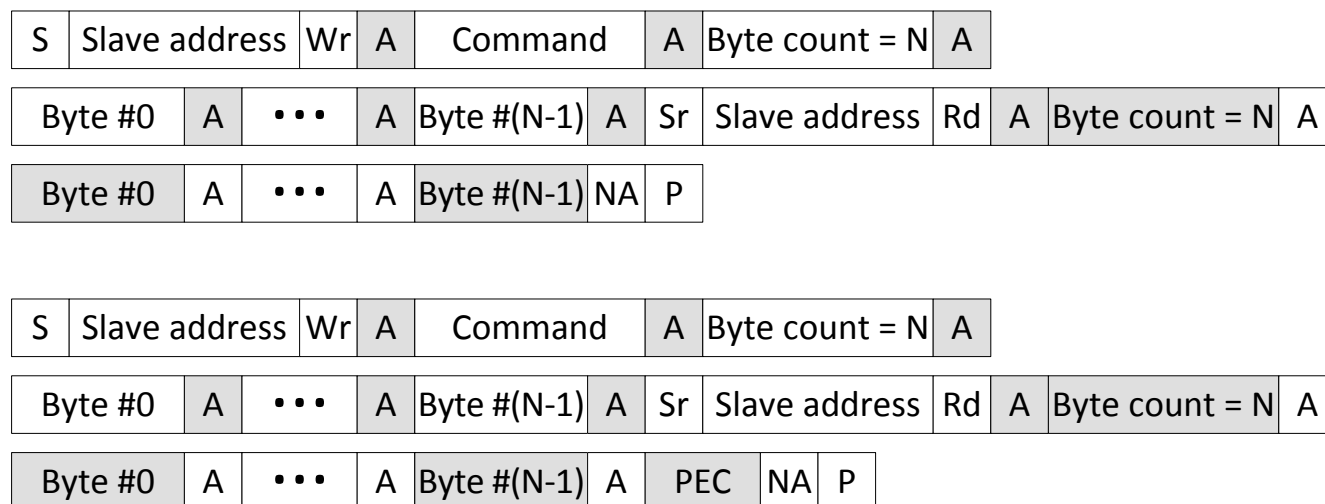 S Slave address Wr A Command A Byte count = N A
Byte #0 A ••• A Byte #(N-1) A Sr Slave address Rd A Byte count = N A
Byte #0 A ••• A Byte #(N-1) NA P
S Slave address Wr A Command A Byte count = N A
Byte #0 A ••• A Byte #(N-1) A Sr Slave address Rd A Byte count = N A
Byte #0 A ••• A Byte #(N-1) A PEC NA P